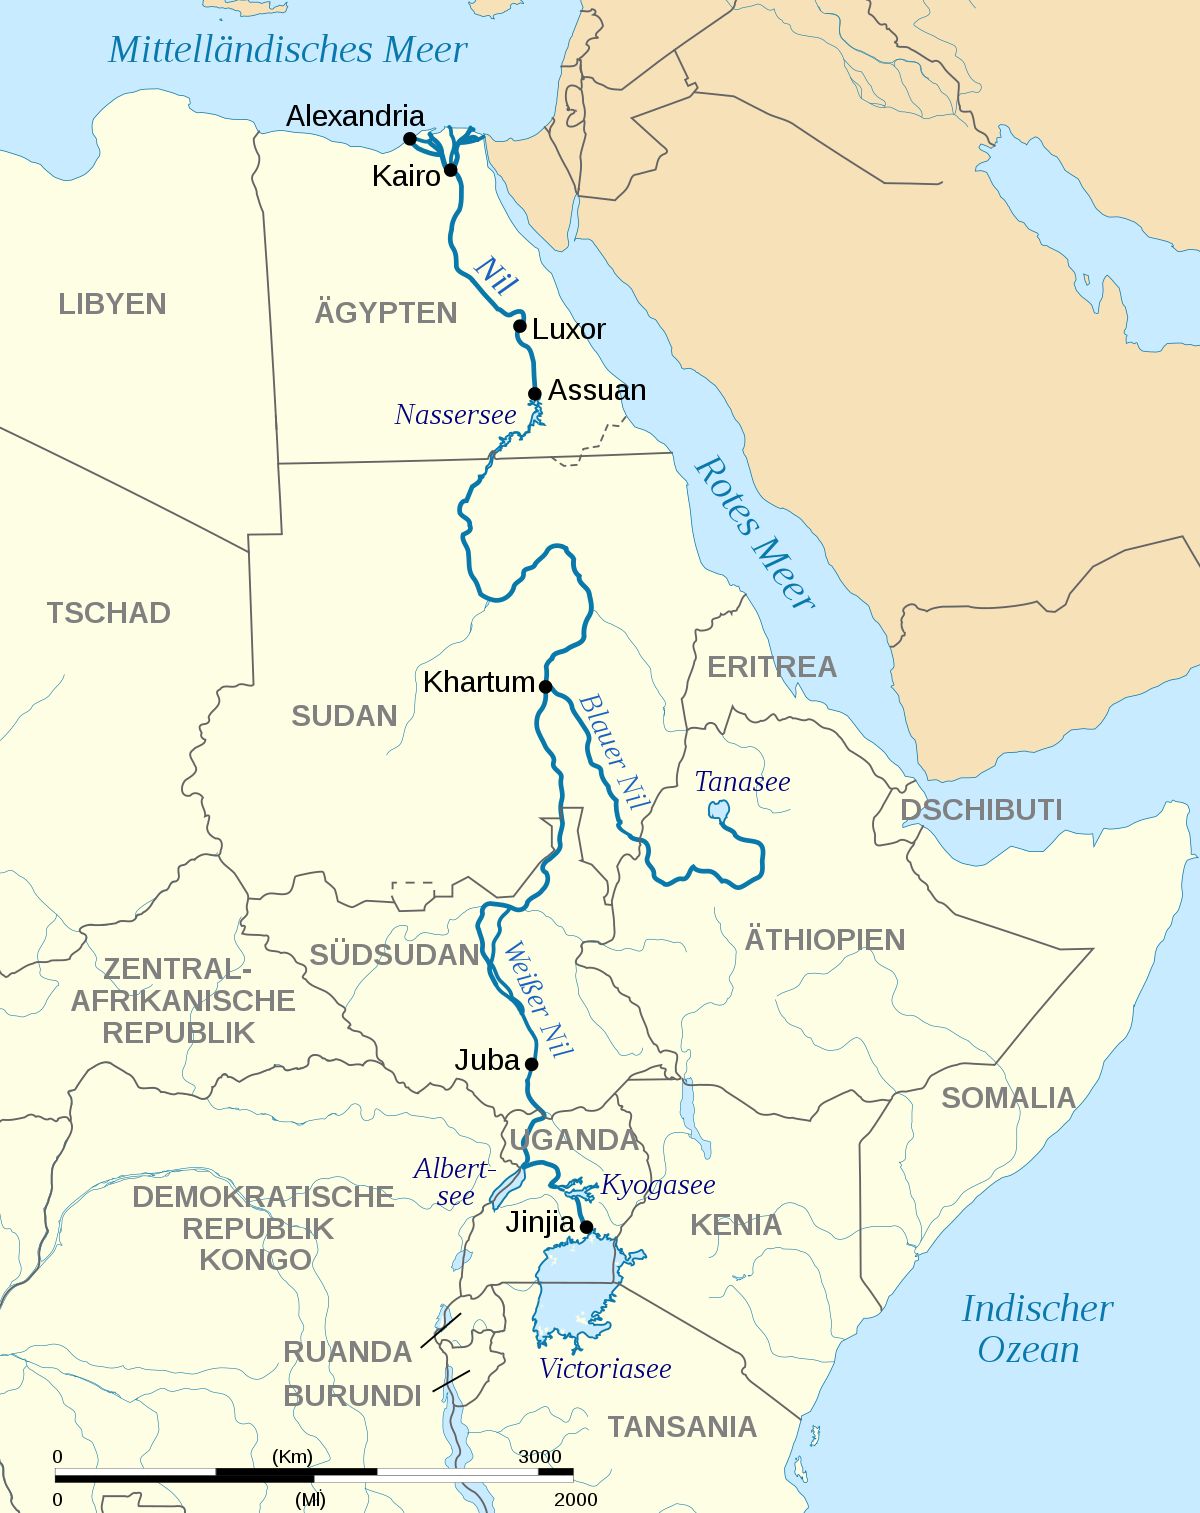 Mittelländisches Meer
Alexandria
Kairo
Nil
LIBYEN
ÄGYPTEN
Luxor
Assuan
Nassersee
Rotes Meer
TSCHAD
ERITREA
Khartum
SUDAN
Blauer Nil
Tanasee
DSCHIBUTI
ÄTHIOPIEN
SÜDSUDAN
Weißer Nil
ZENTRAL-
AFRIKANISCHE
REPUBLIK
Juba
SOMALIA
UGANDA
Albert-
see
Kyogasee
DEMOKRATISCHE
REPUBLIK
KONGO
Jinjia
KENIA
Indischer
Ozean
RUANDA
Victoriasee
BURUNDI
TANSANIA
0 (Km) 3000
0 (Mi) 2000